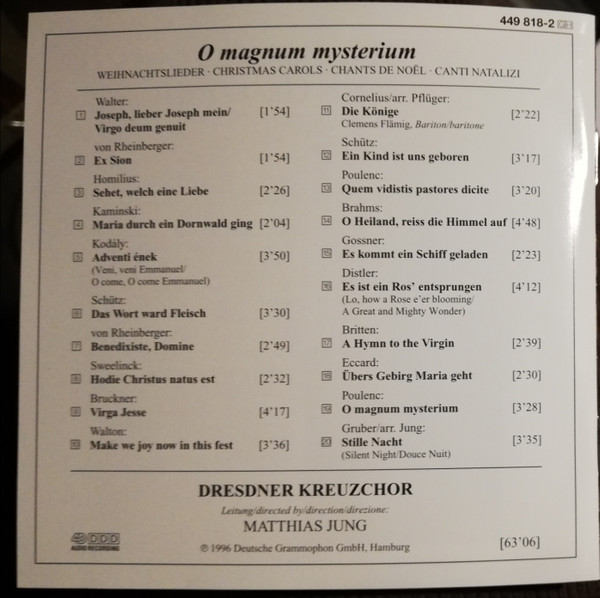 449 818-2
O magnum mysterium
WEIHNACHTSLIEDER · CHRISTMAS CAROLS · CHANTS DE NOËL · CANTI NATALIZI
Walter:
1 Joseph, lieber Joseph mein/ [1’54]
Virgo deum genuit
von Rheinberger:
2 Ex Sion [1’54]
Homilius:
3 Sehet, welch eine Liebe [2’26]
Kaminski:
4 Maria durch ein Dornwald ging [2’04]
Kodály:
5 Adventi ének [3’50]
(Veni, veni Emmanuel/
O come, O come Emmanuel)
Schütz:
6 Das Wort ward Fleisch [3’30]
von Rheinberger:
7 Benedixiste, Domine [2’49]
Sweelinck:
8 Hodie Christus natus est [2’32]
Bruckner:
9 Virga Jesse [4’17]
Walton:
10 Make we joy now in this fest [3’36]
Cornelius/arr. Pflüger:
11 Die Könige [2’22]
Clemens Flämig, Bariton/baritone
Schütz:
12 Ein Kind ist uns geboren [3’17]
Poulenc:
13 Quem vidistis pastores dicite [3’20]
Brahms:
14 O Heiland, reiss die Himmel auf [4’48]
Gossner:
15 Es kommt ein Schiff geladen [2’23]
Distler:
16 Es ist ein Ros’ entsprungen [4’12]
(Lo, how a Rose e’er blooming/
A Great and Mighty Wonder)
Britten:
17 A Hymn to the Virgin [2’39]
Eccard:
18 Übers Gebirg Maria geht [2’30]
Poulenc:
19 O magnum mysterium [3’28]
Gruber/arr. Jung:
20 Stille Nacht [3’35]
(Silent Night/Douce Nuit)
DRESDNER KREUZCHOR
Leitung/directed by/direction/direzione:
MATTHIAS JUNG
DDD
AUDIO RECORDING
℗ 1996 Deutsche Grammophon GmbH, Hamburg
[63’06]